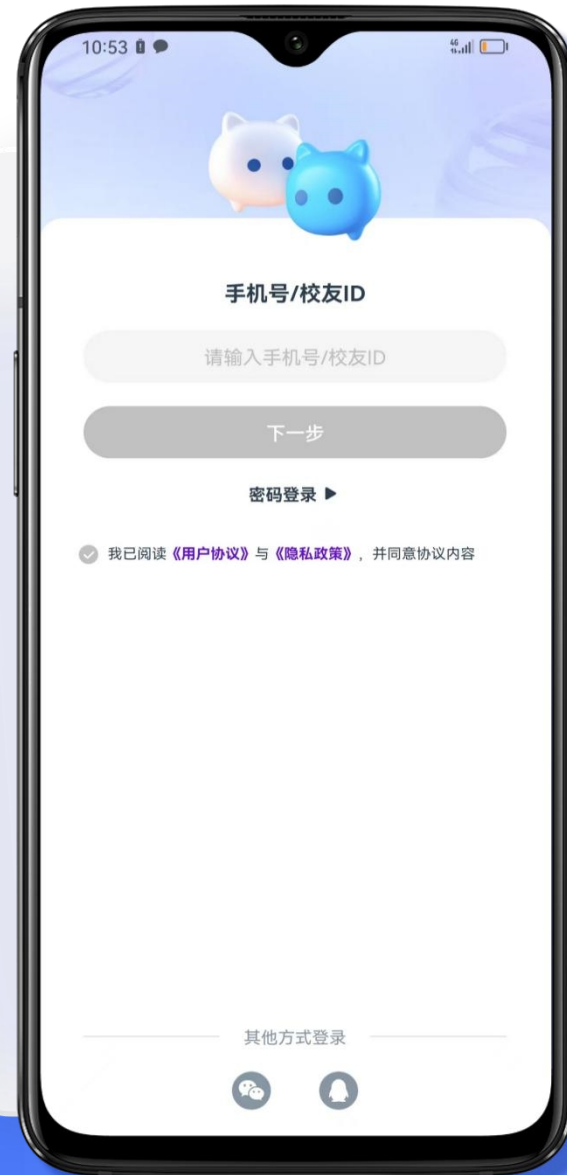 10:53
4G
手机号/校友ID
请输入手机号/校友ID
下一步
密码登录
我已阅读《用户协议》与《隐私政策》，并同意协议内容
其他方式登录